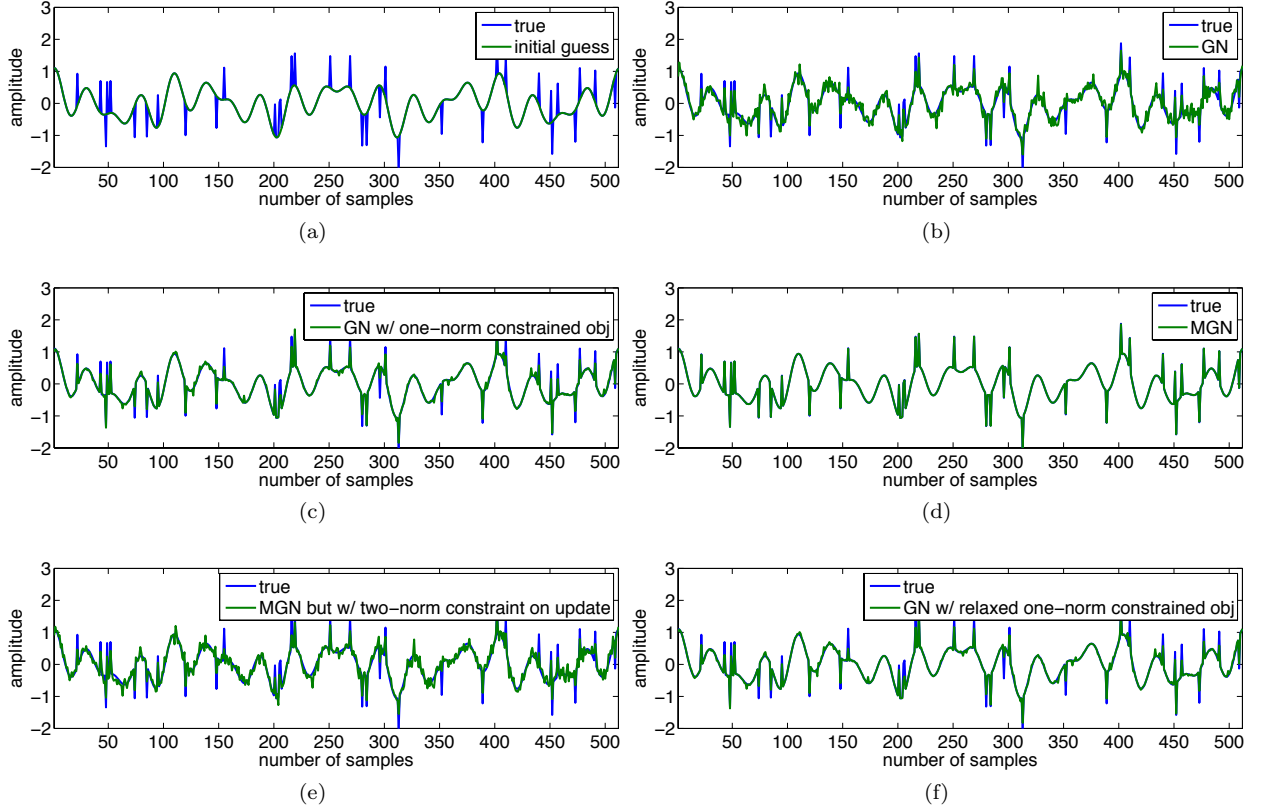 3
2
1
0
−1
−2
amplitude
true
initial guess
50 100 150 200 250 300 350 400 450 500
number of samples
(a)
3
2
1
0
−1
−2
amplitude
true
GN
50 100 150 200 250 300 350 400 450 500
number of samples
(b)
3
2
1
0
−1
−2
amplitude
true
GN w/ one−norm constrained obj
50 100 150 200 250 300 350 400 450 500
number of samples
(c)
3
2
1
0
−1
−2
amplitude
true
MGN
50 100 150 200 250 300 350 400 450 500
number of samples
(d)
3
2
1
0
−1
−2
amplitude
true
MGN but w/ two−norm constraint on update
50 100 150 200 250 300 350 400 450 500
number of samples
(e)
3
2
1
0
−1
−2
amplitude
true
GN w/ relaxed one−norm constrained obj
50 100 150 200 250 300 350 400 450 500
number of samples
(f)